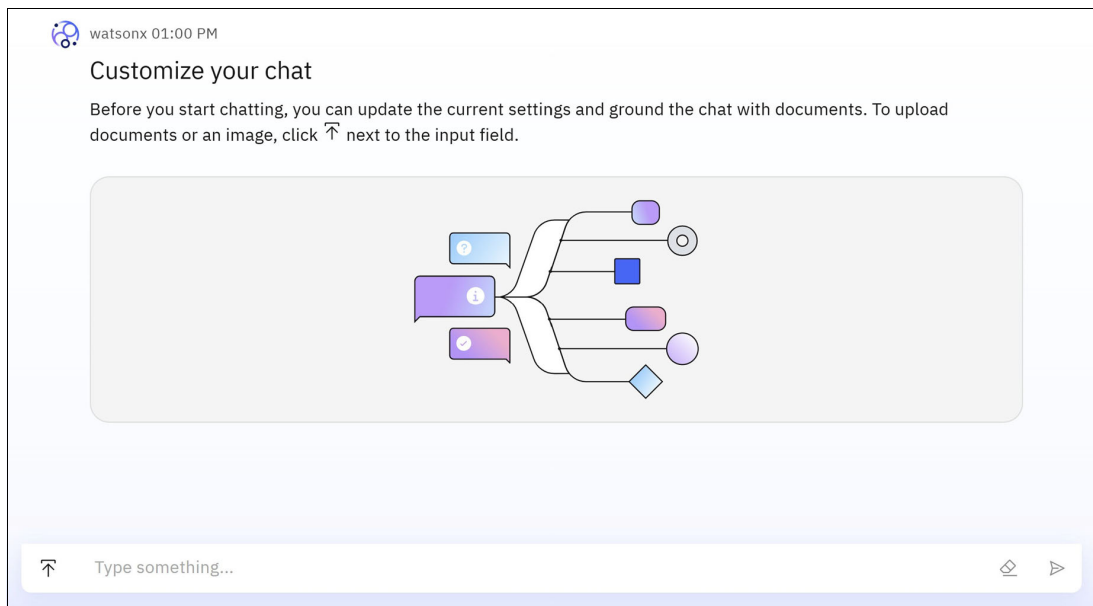 watsonx 01:00 PM
Customize your chat
Before you start chatting, you can update the current settings and ground the chat with documents. To upload
documents or an image, click next to the input field.
?
i
Type something...